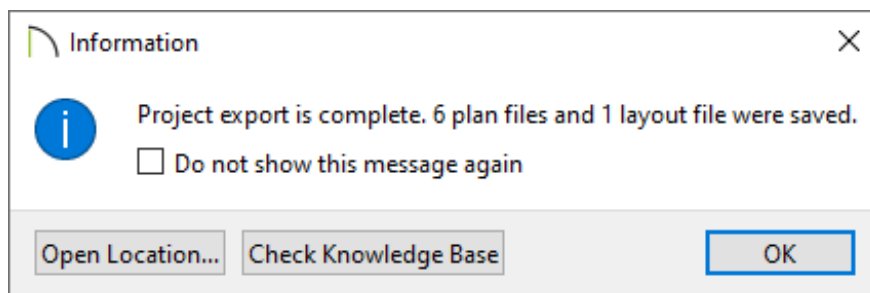 Information
Project export is complete. 6 plan files and 1 layout file were saved.
Do not show this message again
Open Location... Check Knowledge Base OK